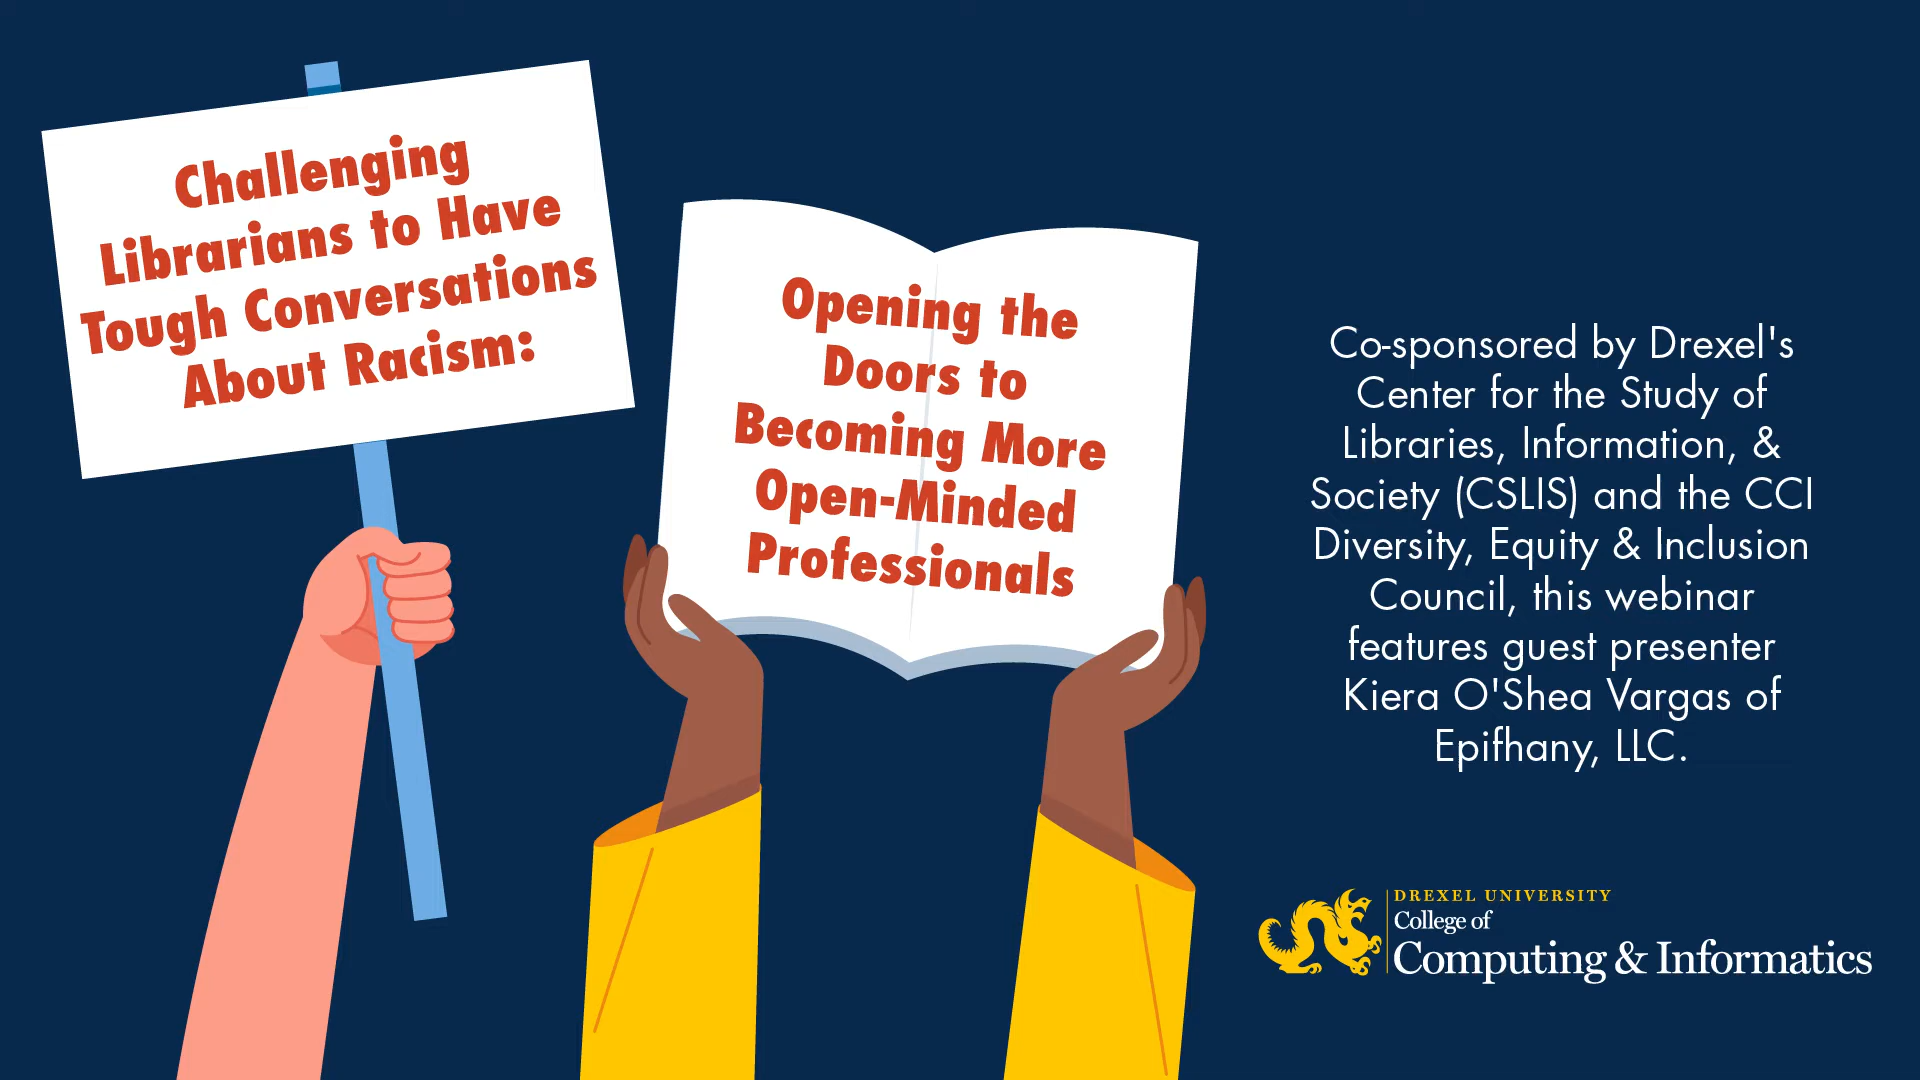 Challenging
Librarians to Have
Tough Conversations
About Racism:
Opening the
Doors to
Becoming More
Open-Minded
Professionals
Co-sponsored by Drexel's
Center for the Study of
Libraries, Information, &
Society (CSLIS) and the CCI
Diversity, Equity & Inclusion
Council, this webinar
features guest presenter
Kiera O'Shea Vargas of
Epifhany, LLC.
DREXEL UNIVERSITY
College of
Computing & Informatics